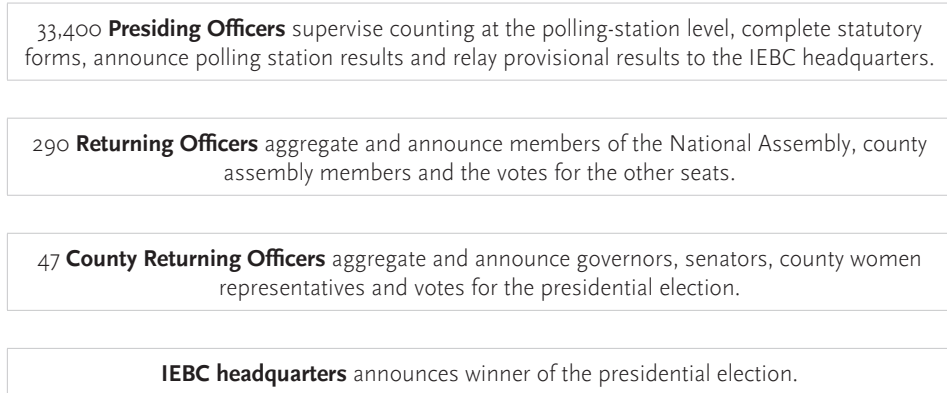 33,400 Presiding Officers supervise counting at the polling-station level, complete statutory
forms, announce polling station results and relay provisional results to the IEBC headquarters.
290 Returning Officers aggregate and announce members of the National Assembly, county
assembly members and the votes for the other seats.
47 County Returning Officers aggregate and announce governors, senators, county women
representatives and votes for the presidential election.
IEBC headquarters announces winner of the presidential election.